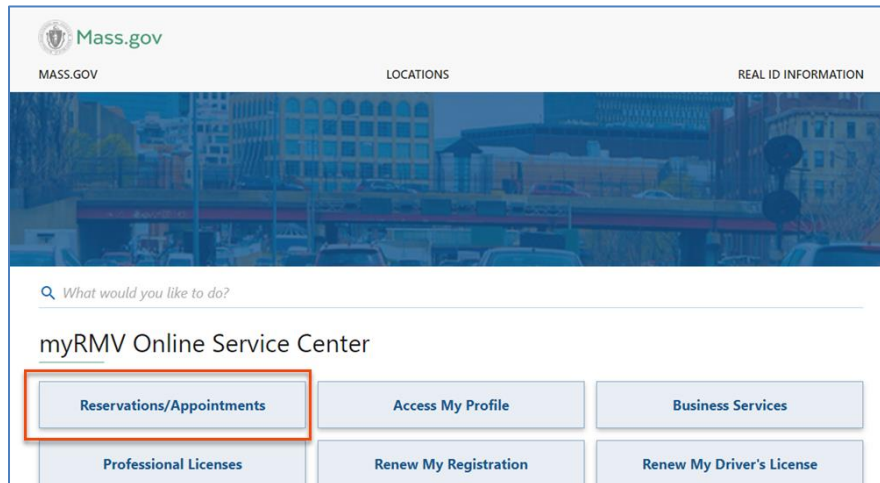 Mass.gov
MASS.GOV LOCATIONS REAL ID INFORMATION
What would you like to do?
myRMV Online Service Center
Reservations/Appointments Access My Profile Business Services
Professional Licenses Renew My Registration Renew My Driver's License